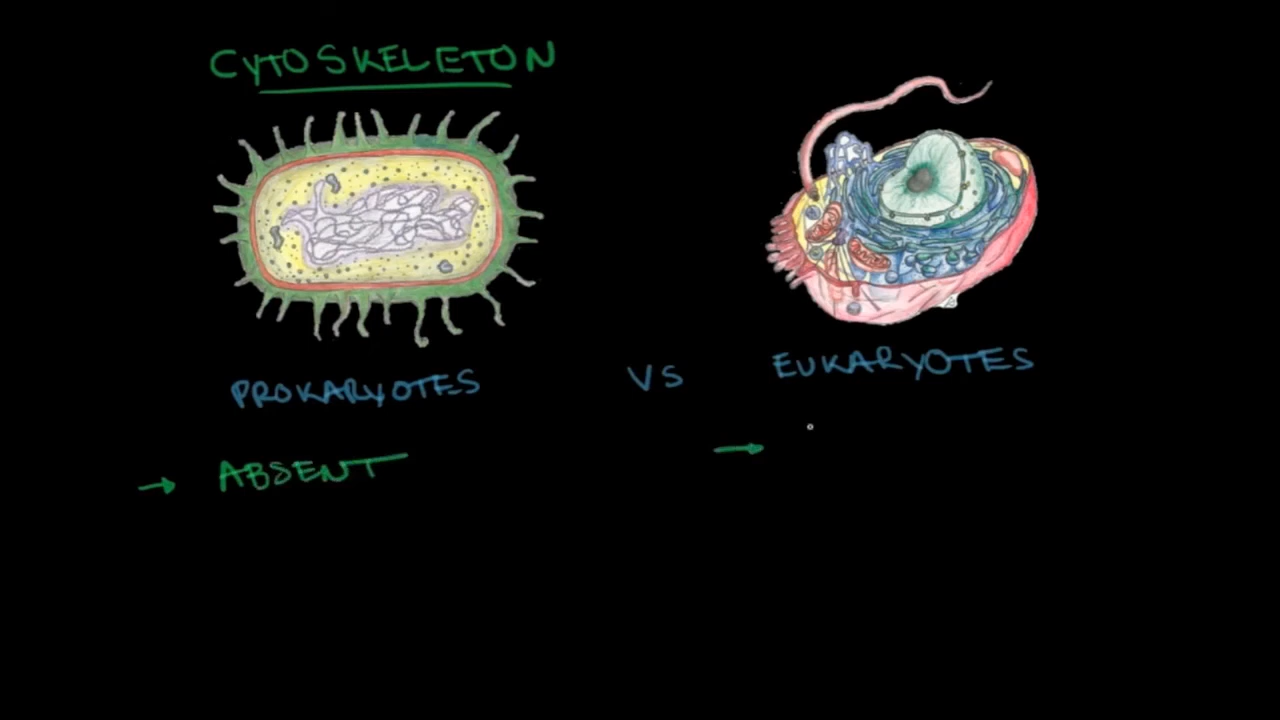 CYTOSKELETON
PROKARYOTES VS EUKARYOTES
→ ABSENT →